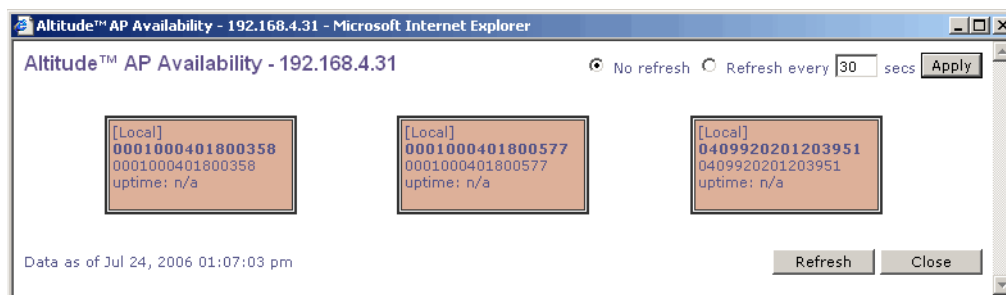 Altitude™ AP Availability - 192.168.4.31 - Microsoft Internet Explorer
Altitude™ AP Availability - 192.168.4.31
No refresh Refresh every 30 secs Apply
[Local]
0001000401800358
0001000401800358
uptime: n/a
[Local]
0001000401800577
0001000401800577
uptime: n/a
[Local]
0409920201203951
0409920201203951
uptime: n/a
Data as of Jul 24, 2006 01:07:03 pm
Refresh Close